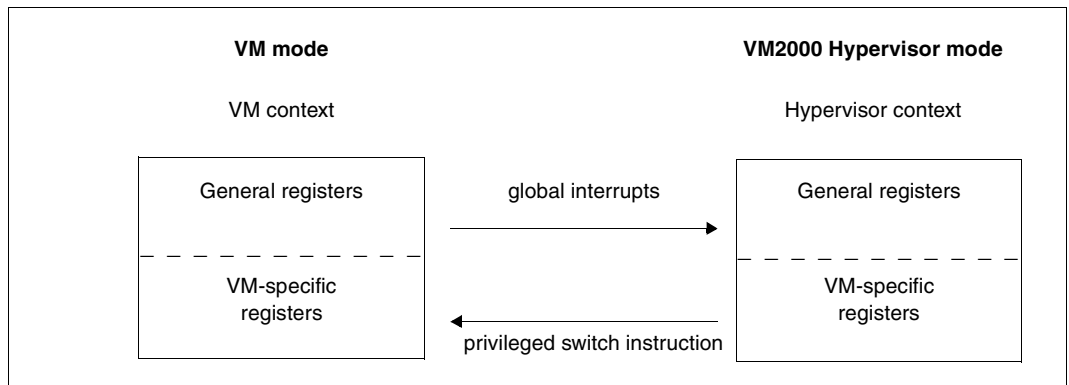 VM mode
VM2000 Hypervisor mode
VM context
Hypervisor context
General registers
global interrupts
General registers
VM-specific
registers
VM-specific
registers
privileged switch instruction